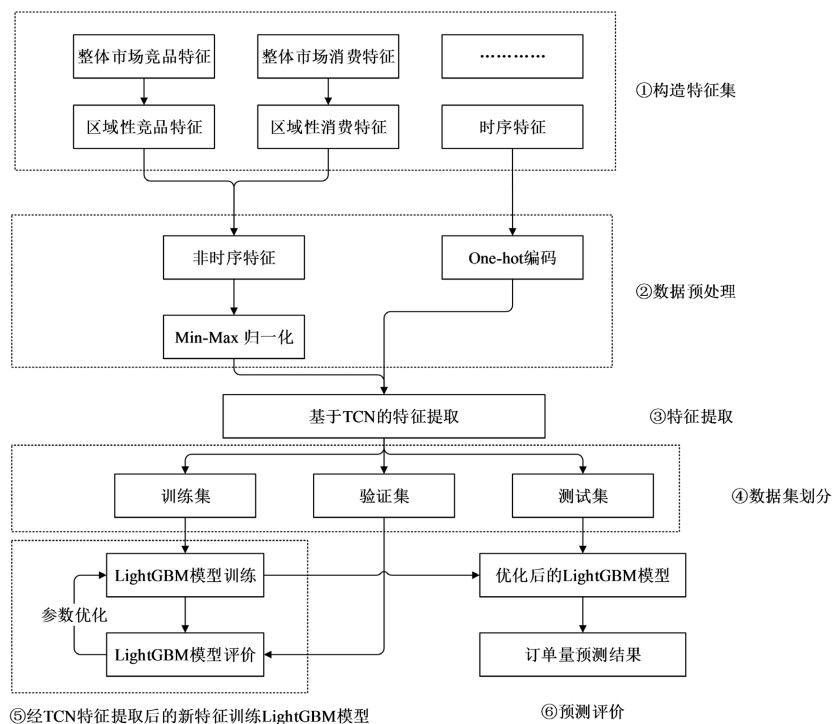 整体市场竞品特征
整体市场消费特征
…………
区域性竞品特征
区域性消费特征
时序特征
①构造特征集
非时序特征
One-hot编码
Min-Max 归一化
②数据预处理
基于TCN的特征提取
③特征提取
训练集
验证集
测试集
④数据集划分
LightGBM模型训练
优化后的LightGBM模型
参数优化
LightGBM模型评价
订单量预测结果
⑤经TCN特征提取后的新特征训练LightGBM模型
⑥预测评价